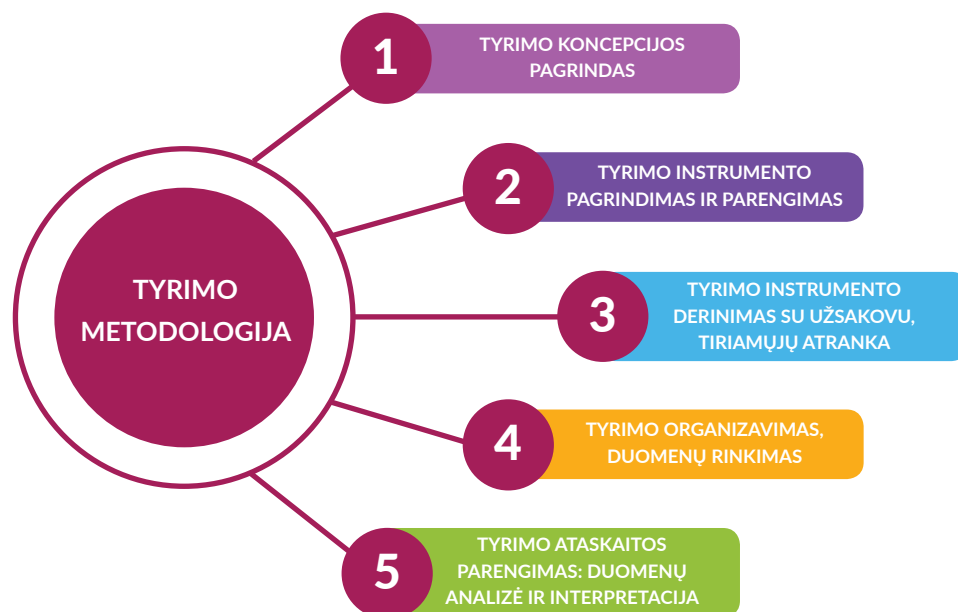 1
TYRIMO KONCEPCIJOS
PAGRINDAS
2
TYRIMO INSTRUMENTO
PAGRINDIMAS IR PARENGIMAS
TYRIMO
METODOLOGIJA
3
TYRIMO INSTRUMENTO
DERINIMAS SU UŽSAKOVU,
TIRIAMŲJŲ ATRANKA
4
TYRIMO ORGANIZAVIMAS,
DUOMENŲ RINKIMAS
5
TYRIMO ATASKAITOS
PARENGIMAS: DUOMENŲ
ANALIZĖ IR INTERPRETACIJA